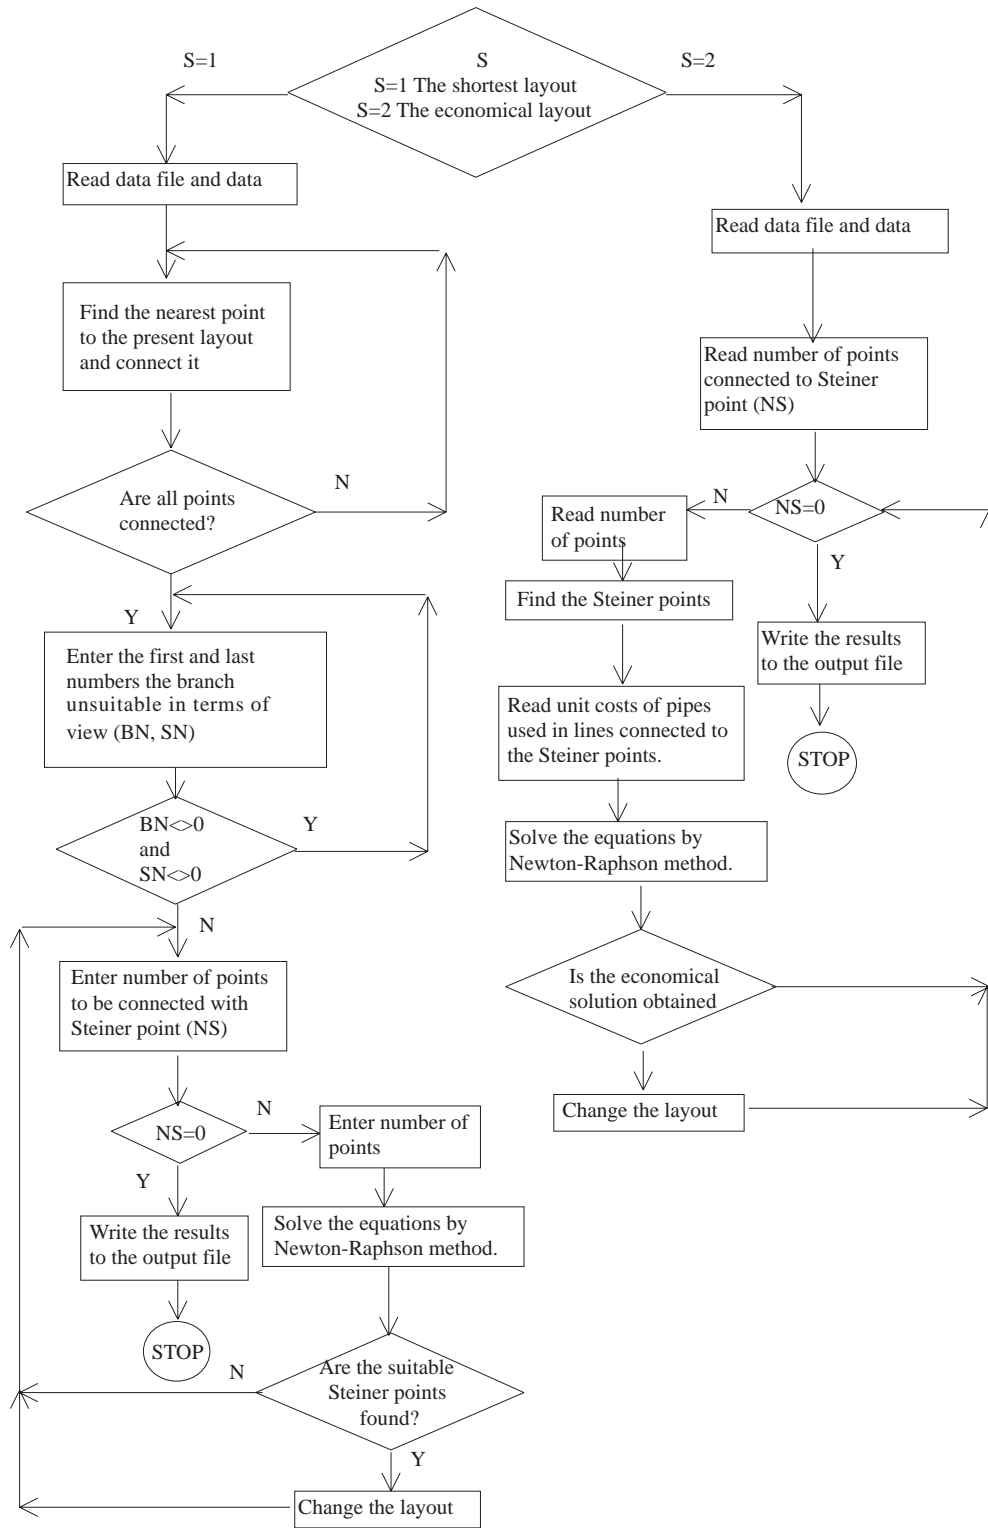 S
S=1 The shortest layout
S=2 The economical layout
S=1
S=2
Read data file and data
Find the nearest point
to the present layout
and connect it
Are all points
connected?
N
Y
Enter the first and last
numbers the branch
unsuitable in terms of
view (BN, SN)
BN<>0
and
SN<>0
Y
N
Enter number of points
to be connected with
Steiner point (NS)
NS=0
N
Y
Enter number of
points
Write the results
to the output file
STOP
Solve the equations by
Newton-Raphson method.
Are the suitable
Steiner points
found?
N
Y
Change the layout
Read data file and data
Read number of points
connected to Steiner
point (NS)
NS=0
N
Y
Read number
of points
Find the Steiner points
Write the results
to the output file
STOP
Read unit costs of pipes
used in lines connected to
the Steiner points.
Solve the equations by
Newton-Raphson method.
Is the economical
solution obtained
Change the layout